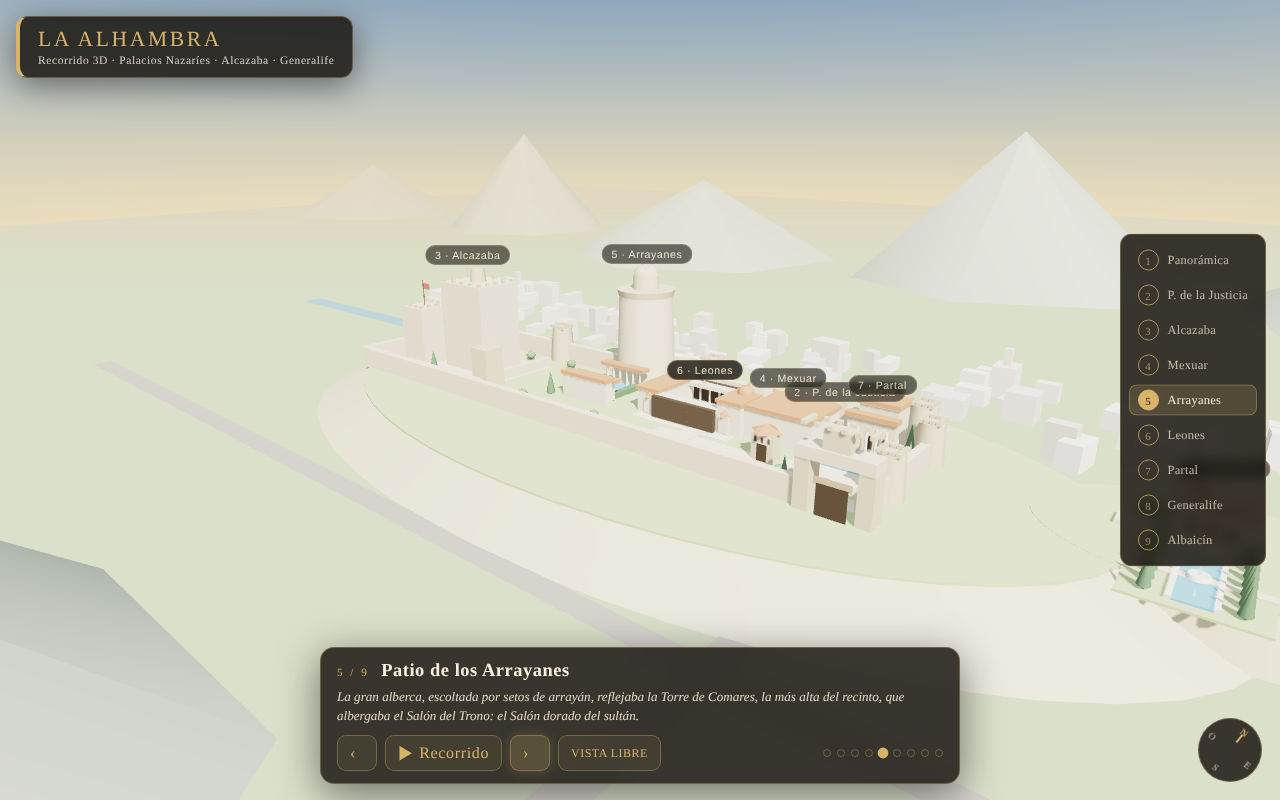 LA ALHAMBRA
Recorrido 3D · Palacios Nazaríes · Alcazaba · Generalife
3 · Alcazaba
5 · Arrayanes
6 · Leones
4 · Mexuar
7 · Partal
2 · P. de la Justicia
1 Panorámica
2 P. de la Justicia
3 Alcazaba
4 Mexuar
5 Arrayanes
6 Leones
7 Partal
8 Generalife
9 Albaicín
5 / 9 Patio de los Arrayanes
La gran alberca, escoltada por setos de arrayán, reflejaba la Torre de Comares, la más alta del recinto, que
albergaba el Salón del Trono: el Salón dorado del sultán.
‹ ▶ Recorrido › VISTA LIBRE
N
O
E
S